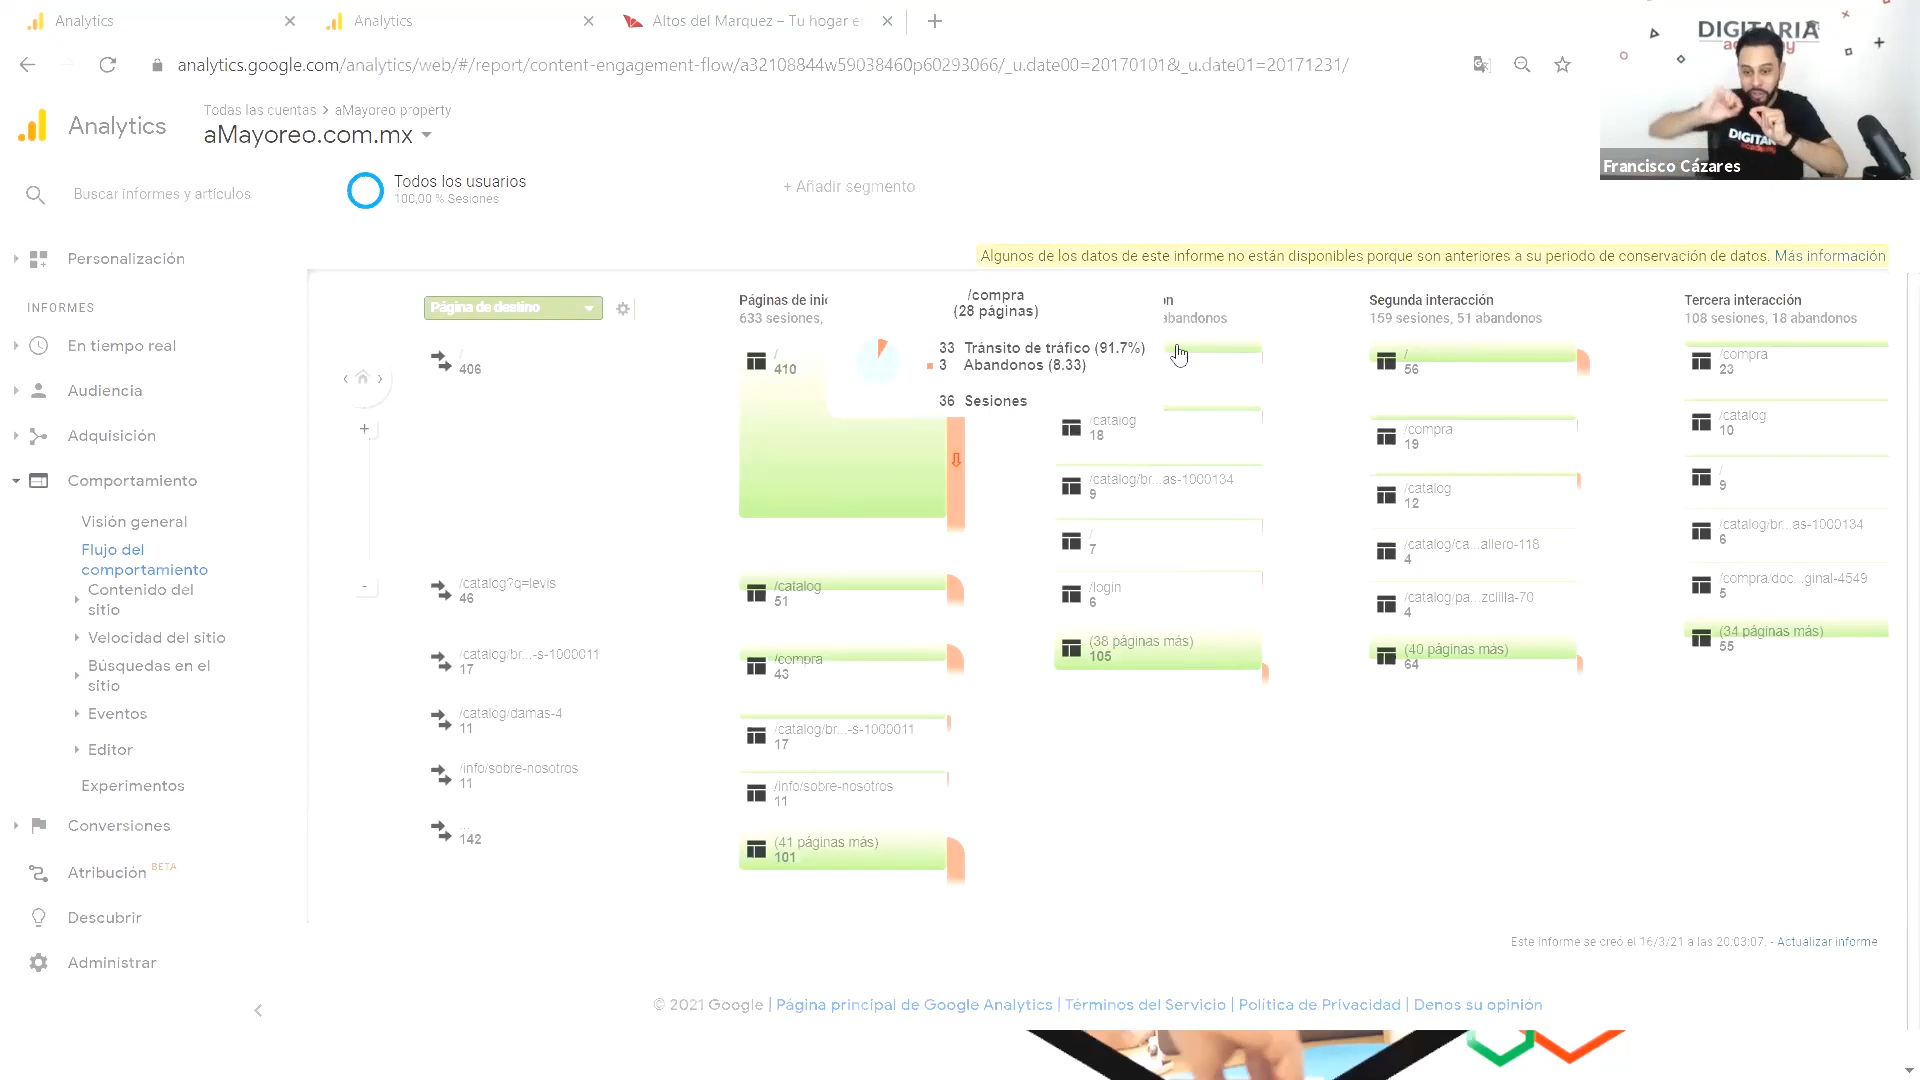 Analytics
Analytics
Altos del Marquez – Tu hogar e
analytics.google.com/analytics/web/#/report/content-engagement-flow/a32108844w59038460p60293066/_u.date00=20170101&_u.date01=20171231/
DIGITARIA
academy
DIGITAR
academy
Francisco Cázares
Analytics
Todas las cuentas > aMayoreo property
aMayoreo.com.mx
Buscar informes y artículos
Todos los usuarios
100,00 % Sesiones
+ Añadir segmento
Algunos de los datos de este informe no están disponibles porque son anteriores a su periodo de conservación de datos. Más información
Personalización
INFORMES
En tiempo real
Audiencia
Adquisición
Comportamiento
Visión general
Flujo del
comportamiento
Contenido del
sitio
Velocidad del sitio
Búsquedas en el
sitio
Eventos
Editor
Experimentos
Conversiones
Atribución BETA
Descubrir
Administrar
Página de destino
/
406
/catalog?q=levis
46
/catalog/br...-s-1000011
17
/catalog/damas-4
11
/info/sobre-nosotros
11
...
142
Páginas de inic
633 sesiones,
/
410
/catalog
51
/compra
43
/catalog/br...-s-1000011
17
/info/sobre-nosotros
11
(41 páginas más)
101
/compra
(28 páginas)
33 Tránsito de tráfico (91.7%)
3 Abandonos (8.33)
36 Sesiones
ón
abandonos
/catalog
18
/catalog/br...as-1000134
9
/
7
/login
6
(38 páginas más)
105
Segunda interacción
159 sesiones, 51 abandonos
/
56
/compra
19
/catalog
12
/catalog/ca...allero-118
4
/catalog/pa...zclilla-70
4
(40 páginas más)
64
Tercera interacción
108 sesiones, 18 abandonos
/compra
23
/catalog
10
/
9
/catalog/br...as-1000134
6
/compra/doc...ginal-4549
5
(34 páginas más)
55
Este informe se creó el 16/3/21 a las 20:03:07. - Actualizar informe
© 2021 Google | Página principal de Google Analytics | Términos del Servicio | Política de Privacidad | Denos su opinión